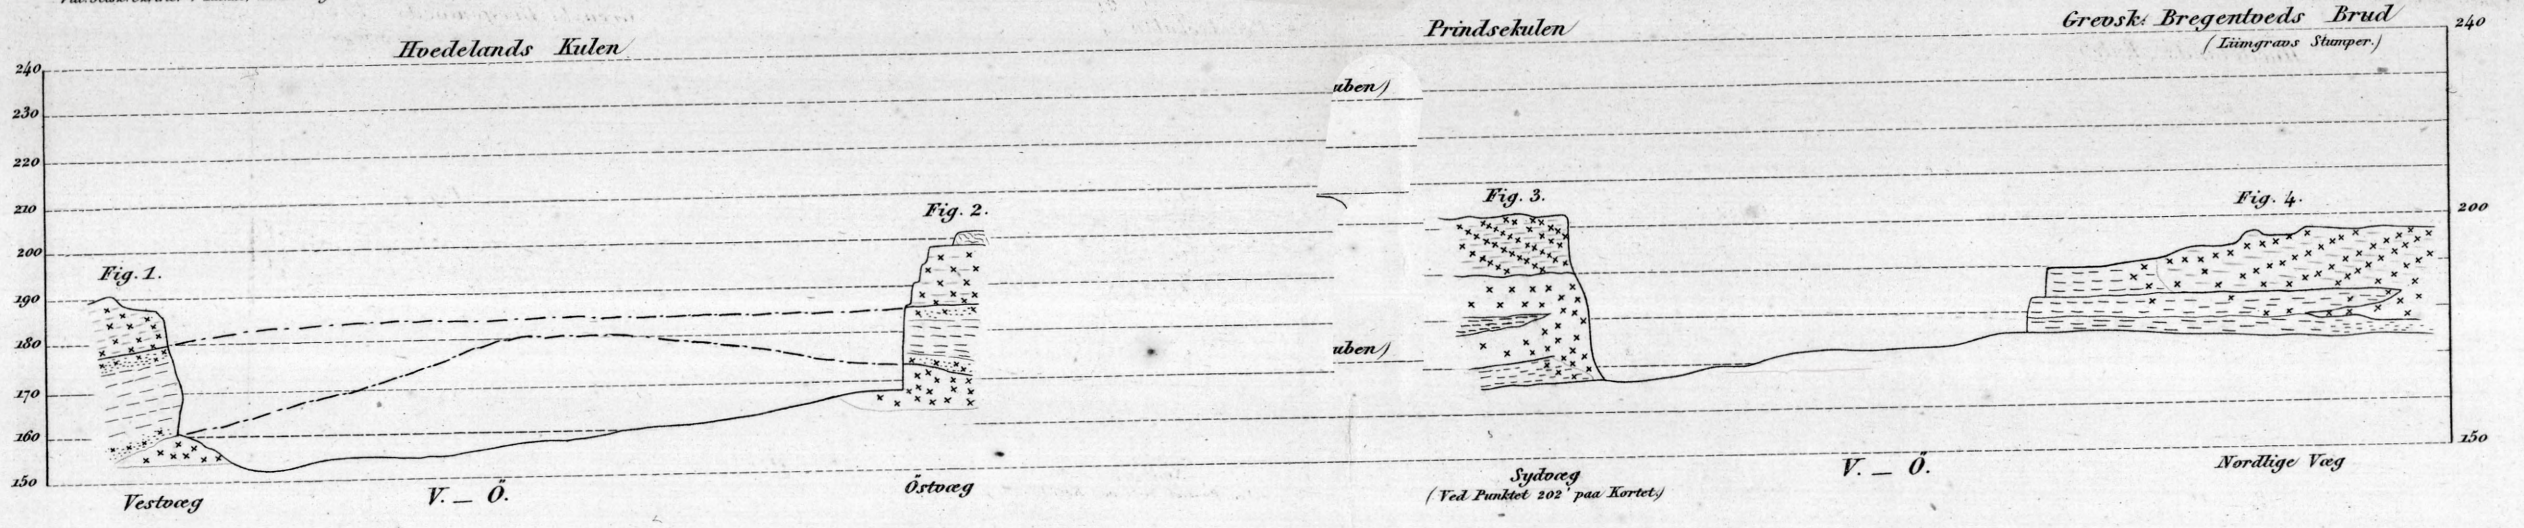 Hvedelands Kulen
Prindsekulen
Grevsk: Bregentveds Brud
(Liimgravs Stumper.)
240
230
220
210
200
190
180
170
160
150
uben)
uben)
240
200
150
Fig. 1.
Fig. 2.
Fig. 3.
Fig. 4.
Vestvæg
V. _ Ö.
Östvæg
Sydvæg
(Ved Punktet 202' paa Kortet.)
V. _ Ö.
Nordlige Væg